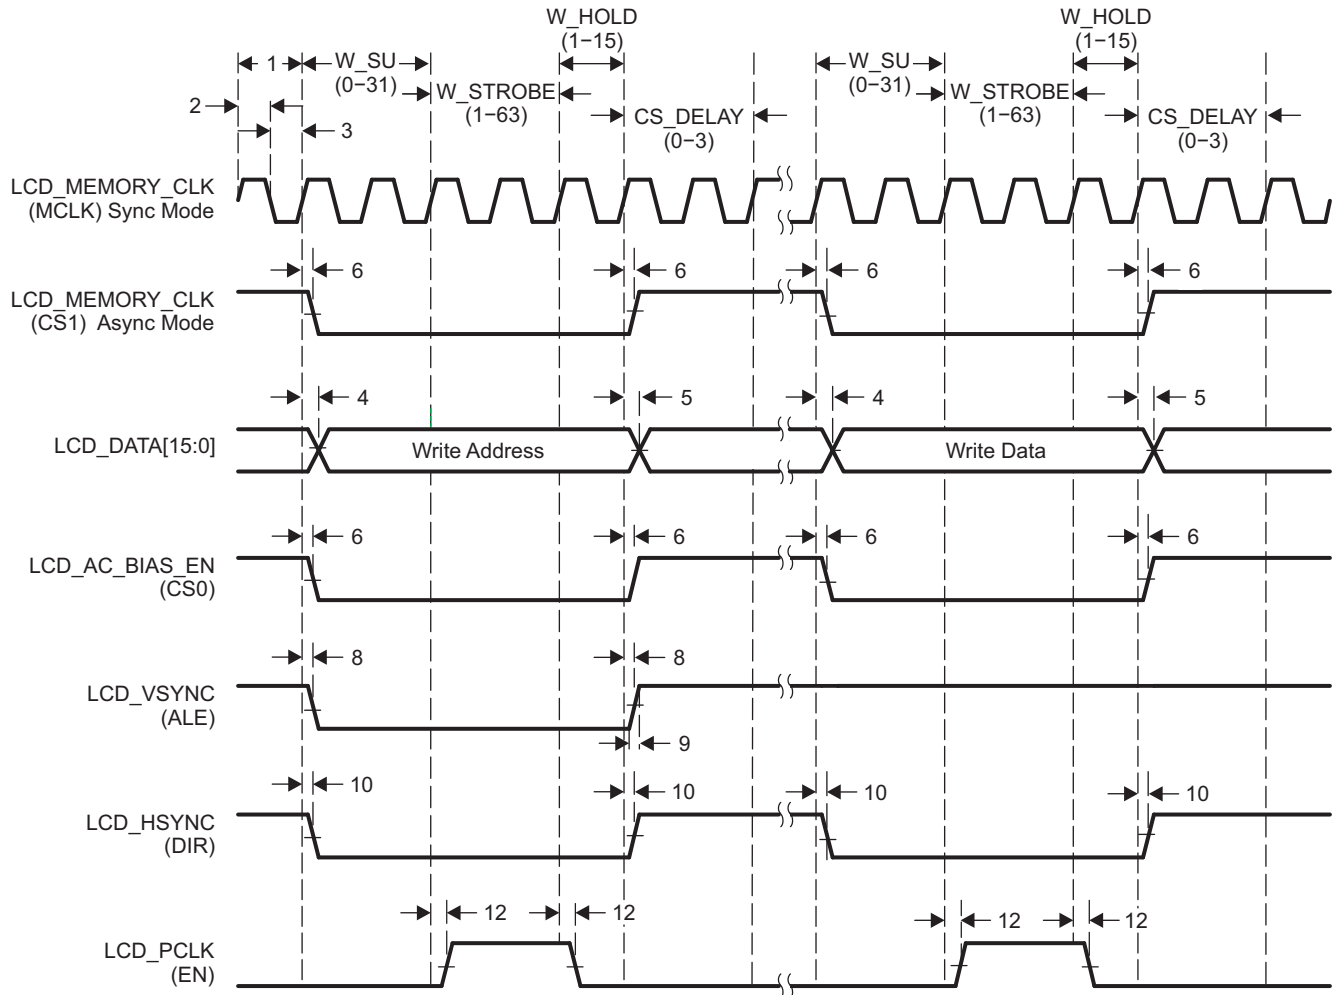 W_HOLD W_HOLD
(1−15) (1−15)
1 W_SU W_SU
(0−31) (0−31)
2 W_STROBE W_STROBE
(1−63) (1−63)
CS_DELAY CS_DELAY
3 (0−3) (0−3)
LCD_MEMORY_CLK
(MCLK) Sync Mode
6 6 6 6
LCD_MEMORY_CLK
(CS1) Async Mode
4 5 4 5
LCD_DATA[15:0] Write Address Write Data
6 6 6 6
LCD_AC_BIAS_EN
(CS0)
8 8
LCD_VSYNC
(ALE)
9
10 10 10 10
LCD_HSYNC
(DIR)
12 12 12 12
LCD_PCLK
(EN)